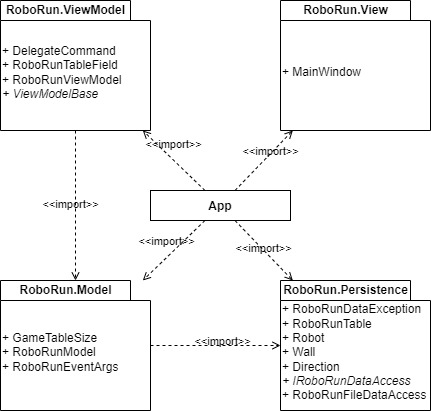 RoboRun.ViewModel
+ DelegateCommand
+ RoboRunTableField
+ RoboRunViewModel
+ ViewModelBase
RoboRun.View
+ MainWindow
<<import>>
<<import>>
<<import>>
App
<<import>>
<<import>>
RoboRun.Model
+ GameTableSize
+ RoboRunModel
+ RoboRunEventArgs
<<import>>
RoboRun.Persistence
+ RoboRunDataException
+ RoboRunTable
+ Robot
+ Wall
+ Direction
+ IRoboRunDataAccess
+ RoboRunFileDataAccess